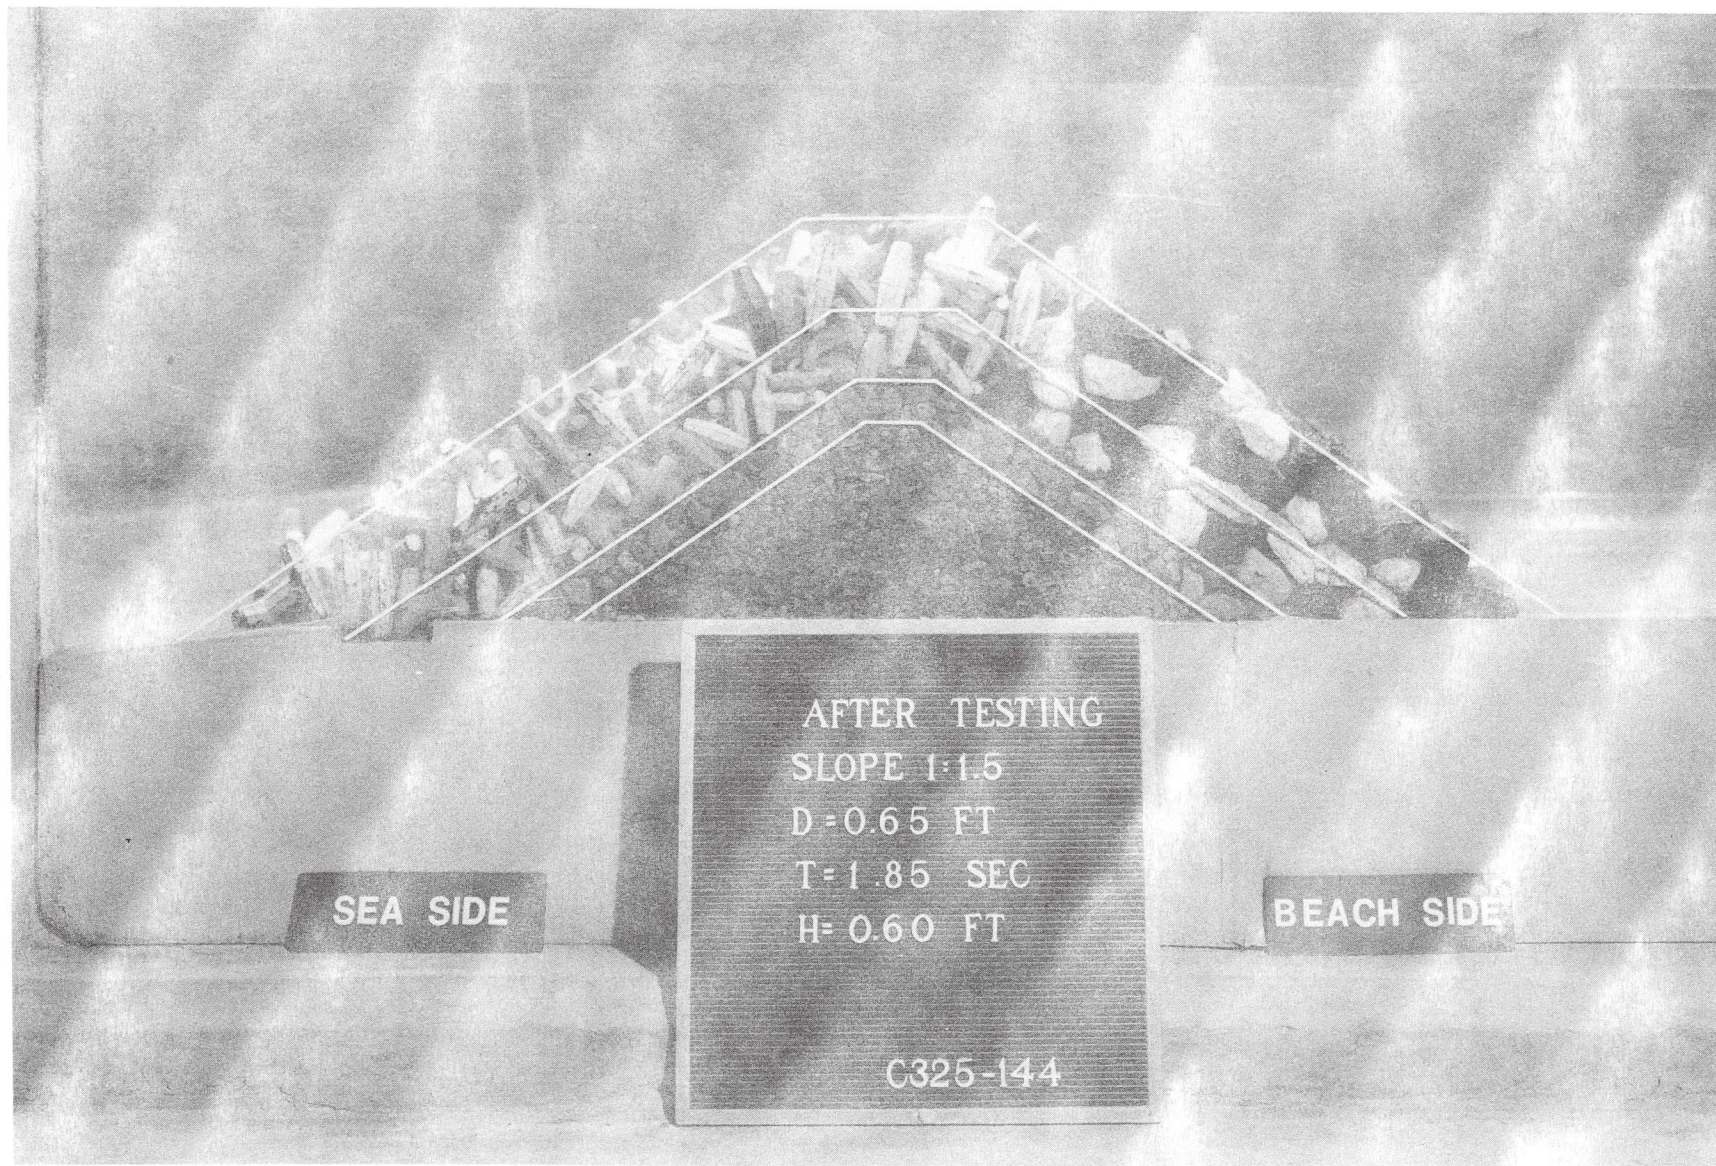 AFTER TESTING
SLOPE 1:1.5
D=0.65 FT
T=1.85 SEC
H=0.60 FT
SEA SIDE
BEACH SIDE
C325-144